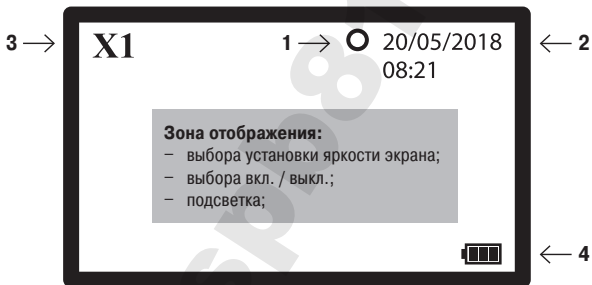 3 → X1 1 → 20/05/2018 ← 2
08:21
Зона отображения:
– выбора установки яркости экрана;
– выбора вкл. / выкл.;
– подсветка;
← 4